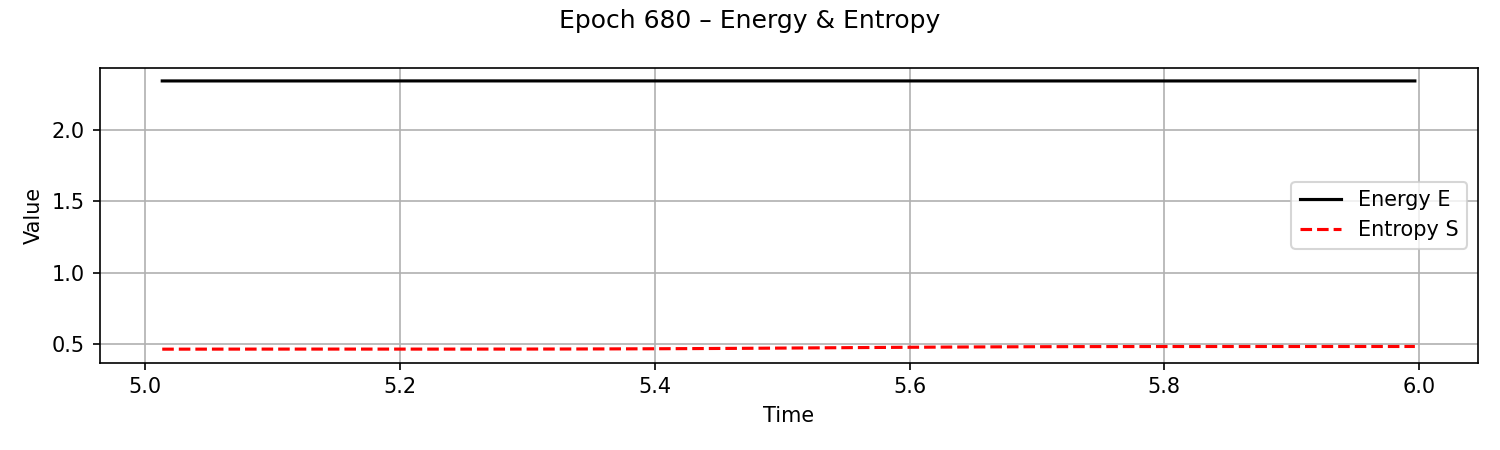 Epoch 680 – Energy & Entropy
Value
2.0
1.5
1.0
0.5
Energy E
Entropy S
5.0 5.2 5.4 5.6 5.8 6.0
Time